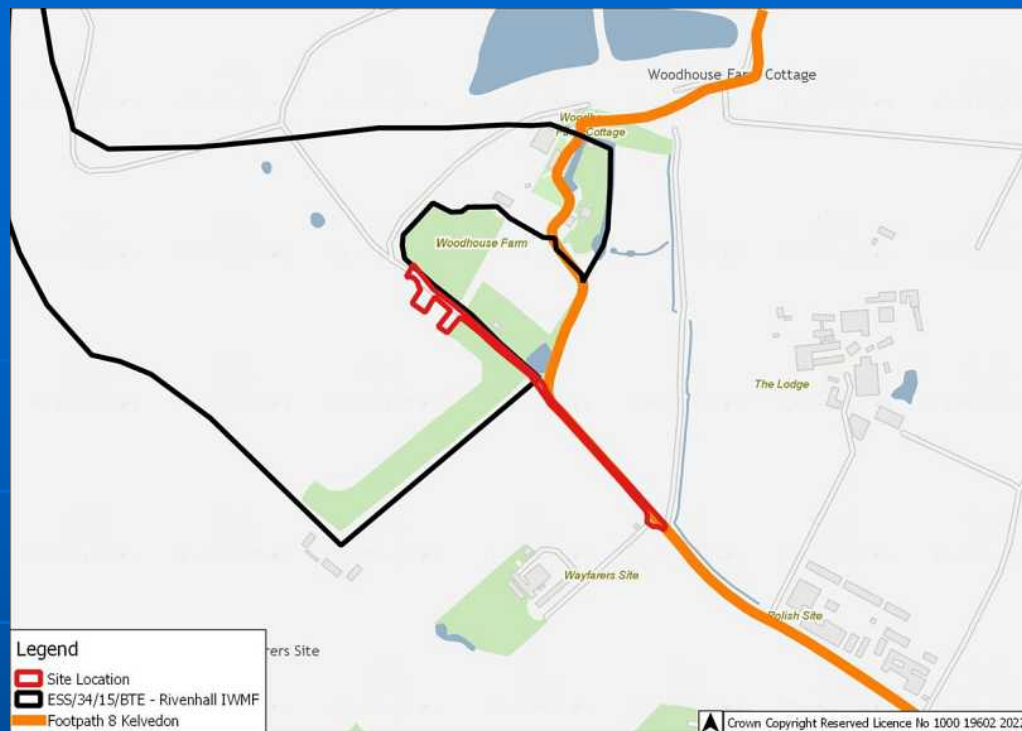 Woodhouse Farm Cottage
Woodhouse
Farm Cottage
Woodhouse Farm
The Lodge
Wayfarers Site
Polish Site
Legend
rers Site
Site Location
ESS/34/15/BTE - Rivenhall IWMF
Footpath 8 Kelvedon
Crown Copyright Reserved Licence No 1000 19602 2022